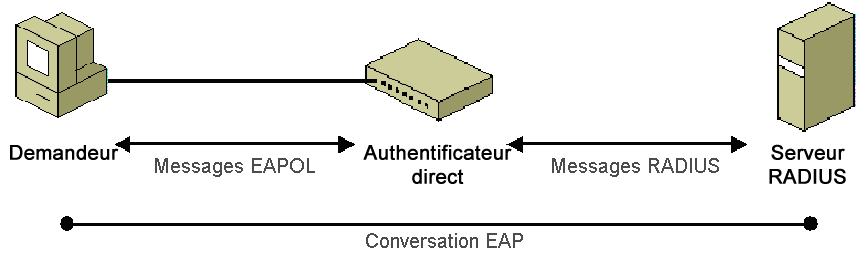 Demandeur
Messages EAPOL
Authentificateur
direct
Messages RADIUS
Serveur
RADIUS
Conversation EAP